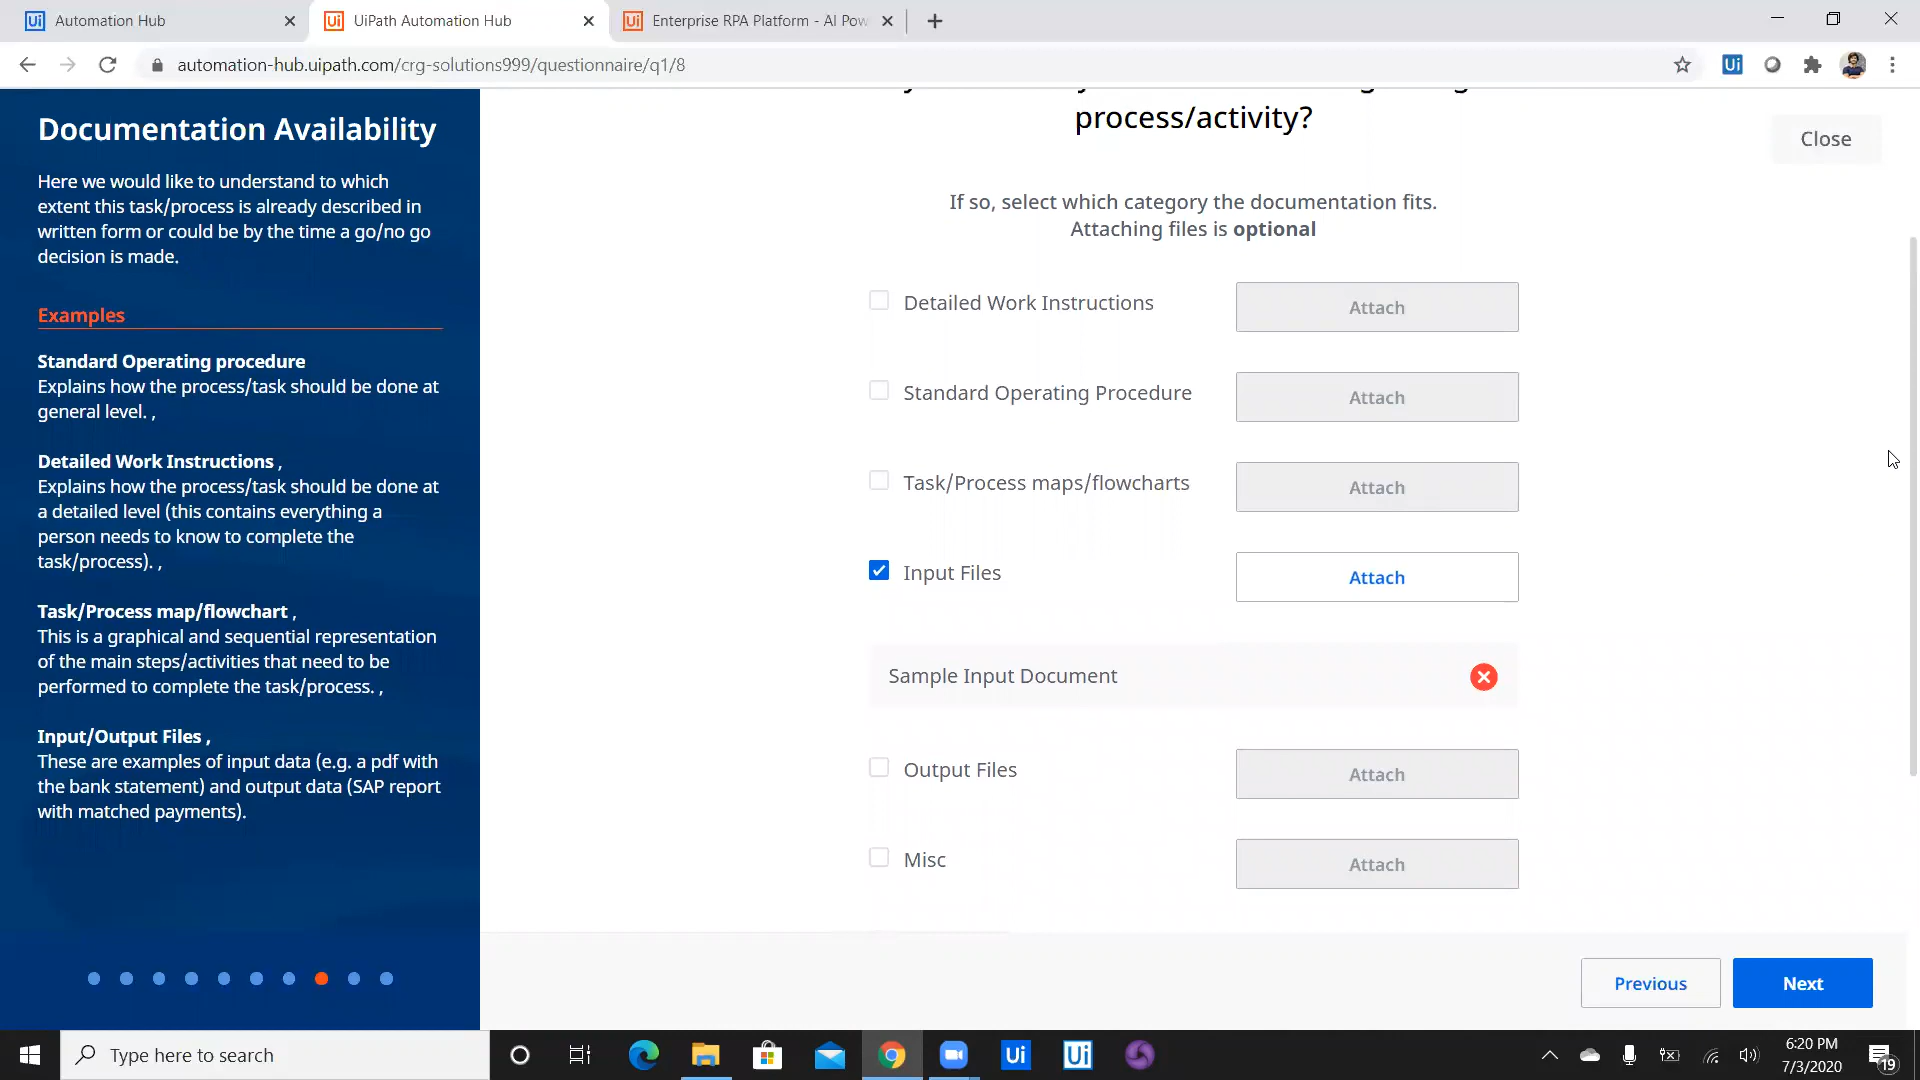 Automation Hub
UiPath Automation Hub
Enterprise RPA Platform - AI Pow
automation-hub.uipath.com/crg-solutions999/questionnaire/q1/8
Ui
Documentation Availability
Here we would like to understand to which
extent this task/process is already described in
written form or could be by the time a go/no go
decision is made.
Examples
Standard Operating procedure
Explains how the process/task should be done at
general level. ,
Detailed Work Instructions ,
Explains how the process/task should be done at
a detailed level (this contains everything a
person needs to know to complete the
task/process). ,
Task/Process map/flowchart ,
This is a graphical and sequential representation
of the main steps/activities that need to be
performed to complete the task/process. ,
Input/Output Files ,
These are examples of input data (e.g. a pdf with
the bank statement) and output data (SAP report
with matched payments).
process/activity?
Close
If so, select which category the documentation fits.
Attaching files is optional
Detailed Work Instructions Attach
Standard Operating Procedure Attach
Task/Process maps/flowcharts Attach
Input Files Attach
Sample Input Document
Output Files Attach
Misc Attach
Previous Next
Type here to search
Ui Ui
6:20 PM
7/3/2020
19